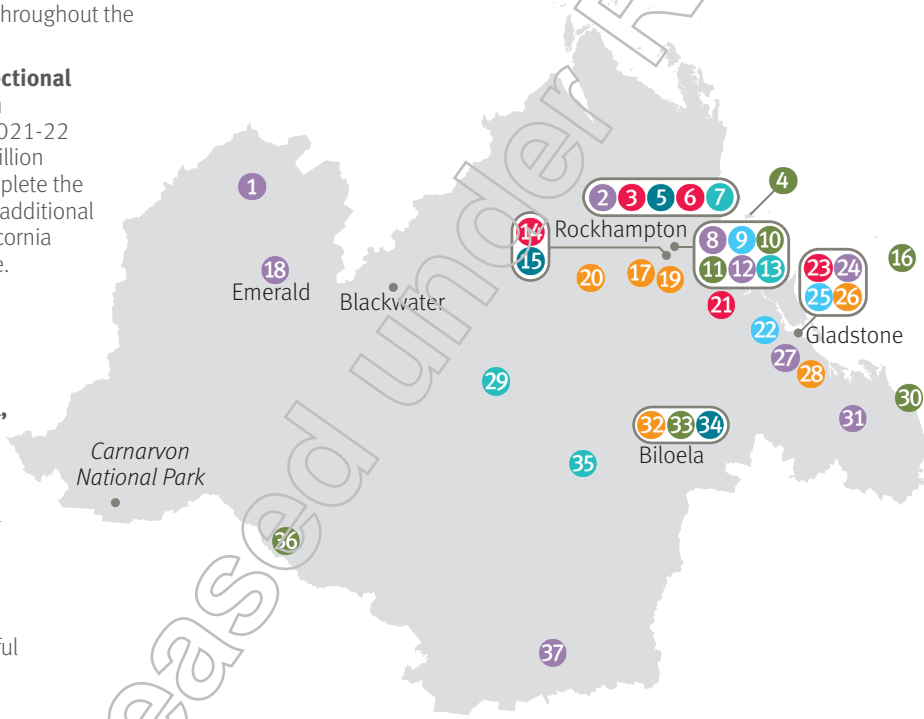 hroughout the
ctional
021-22
illion
plete the
additional
cornia
e.
ful
1
2 3 5 6 7
4
14
15
Rockhampton
8 9 10
11 12 13
16
18
Emerald
Blackwater
20
17
19
21
23 24
25 26
22
Gladstone
27
28
29
30
31
32 33 34
Biloela
35
Carnarvon
National Park
36
37
eased under R